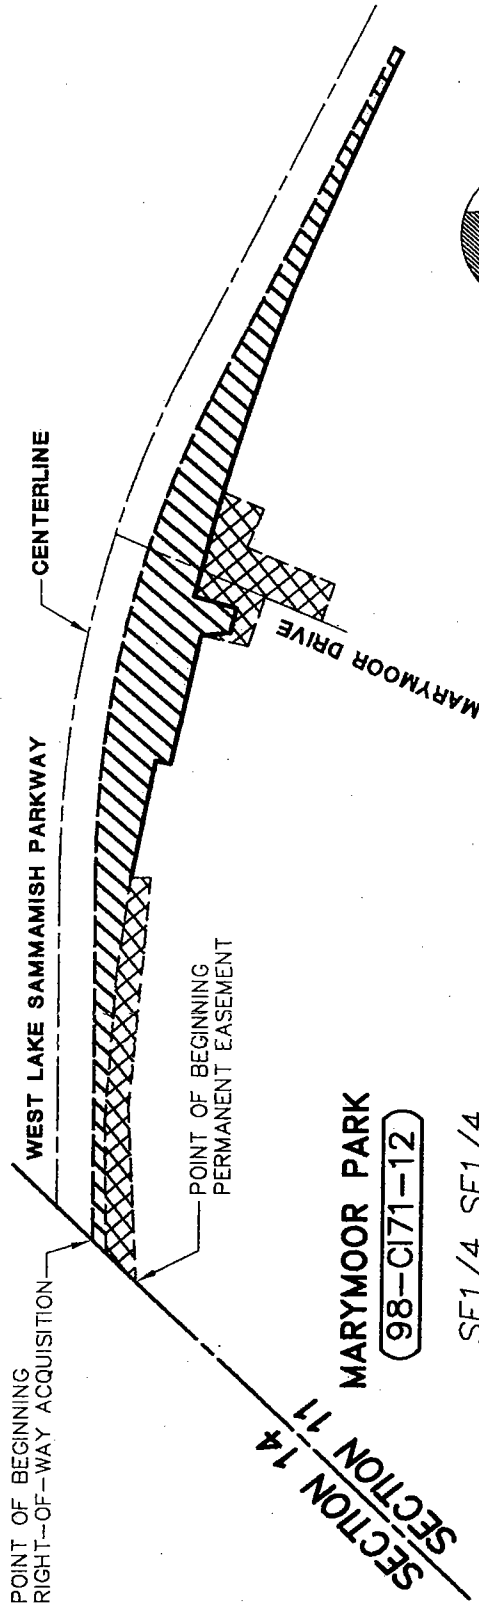 POINT OF BEGINNING
RIGHT-OF-WAY ACQUISITION
WEST LAKE SAMMAMISH PARKWAY
CENTERLINE
MARYMOOR DRIVE
POINT OF BEGINNING
PERMANENT EASEMENT
MARYMOOR PARK
98-CI71-12
SE1/4 SE1/4
SECTION 14
SECTION 11